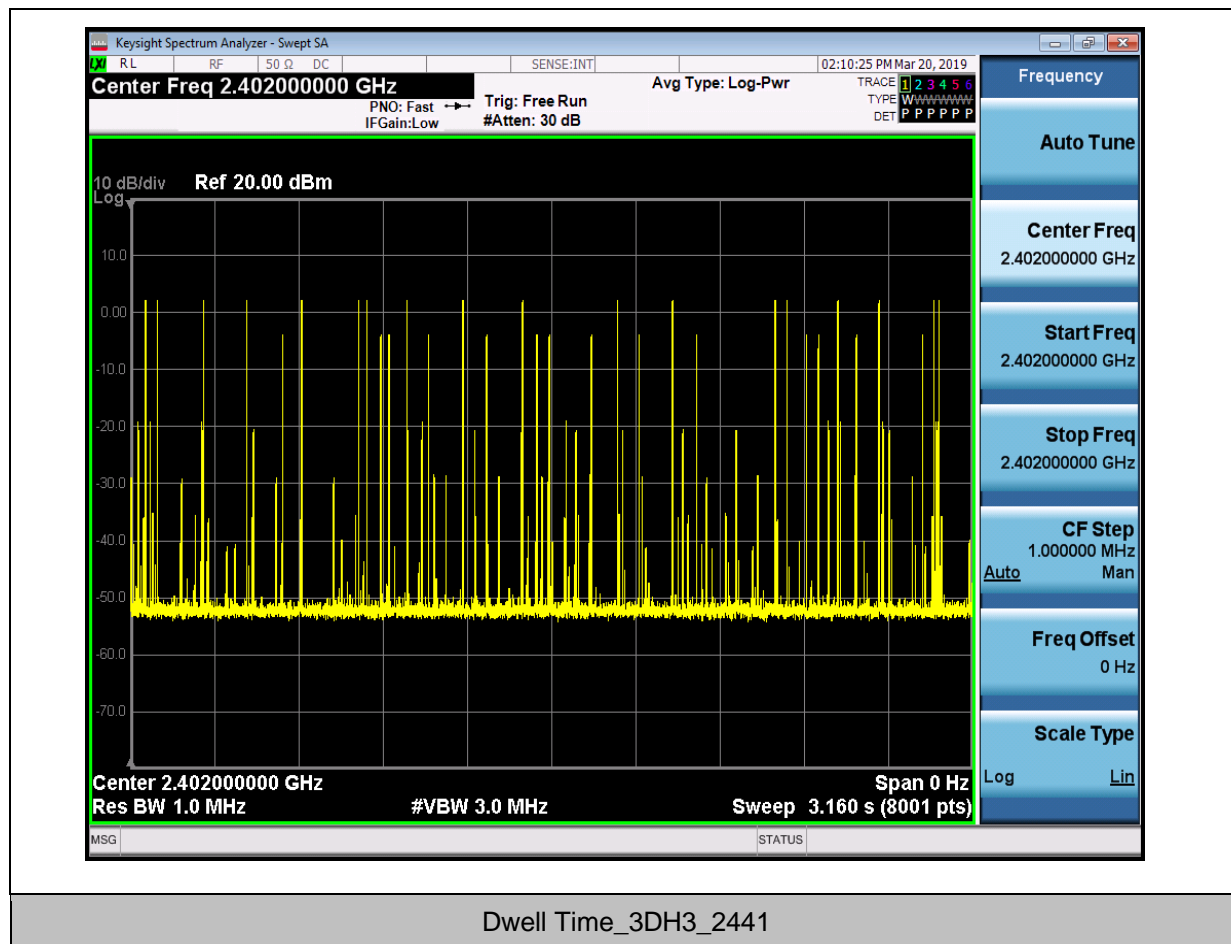 Keysight Spectrum Analyzer - Swept SA
LXI RL RF 50 Ω DC SENSE:INT 02:10:25 PM Mar 20, 2019
Center Freq 2.402000000 GHz
PNO: Fast
IFGain:Low
Trig: Free Run
#Atten: 30 dB
Avg Type: Log-Pwr
TRACE 1 2 3 4 5 6
TYPE WWWWWW
DET P P P P P P
10 dB/div Ref 20.00 dBm
Log
10.0
0.00
-10.0
-20.0
-30.0
-40.0
-50.0
-60.0
-70.0
Center 2.402000000 GHz Span 0 Hz
Res BW 1.0 MHz #VBW 3.0 MHz Sweep 3.160 s (8001 pts)
MSG STATUS
Frequency
Auto Tune
Center Freq
2.402000000 GHz
Start Freq
2.402000000 GHz
Stop Freq
2.402000000 GHz
CF Step
1.000000 MHz
Auto Man
Freq Offset
0 Hz
Scale Type
Log Lin
Dwell Time_3DH3_2441